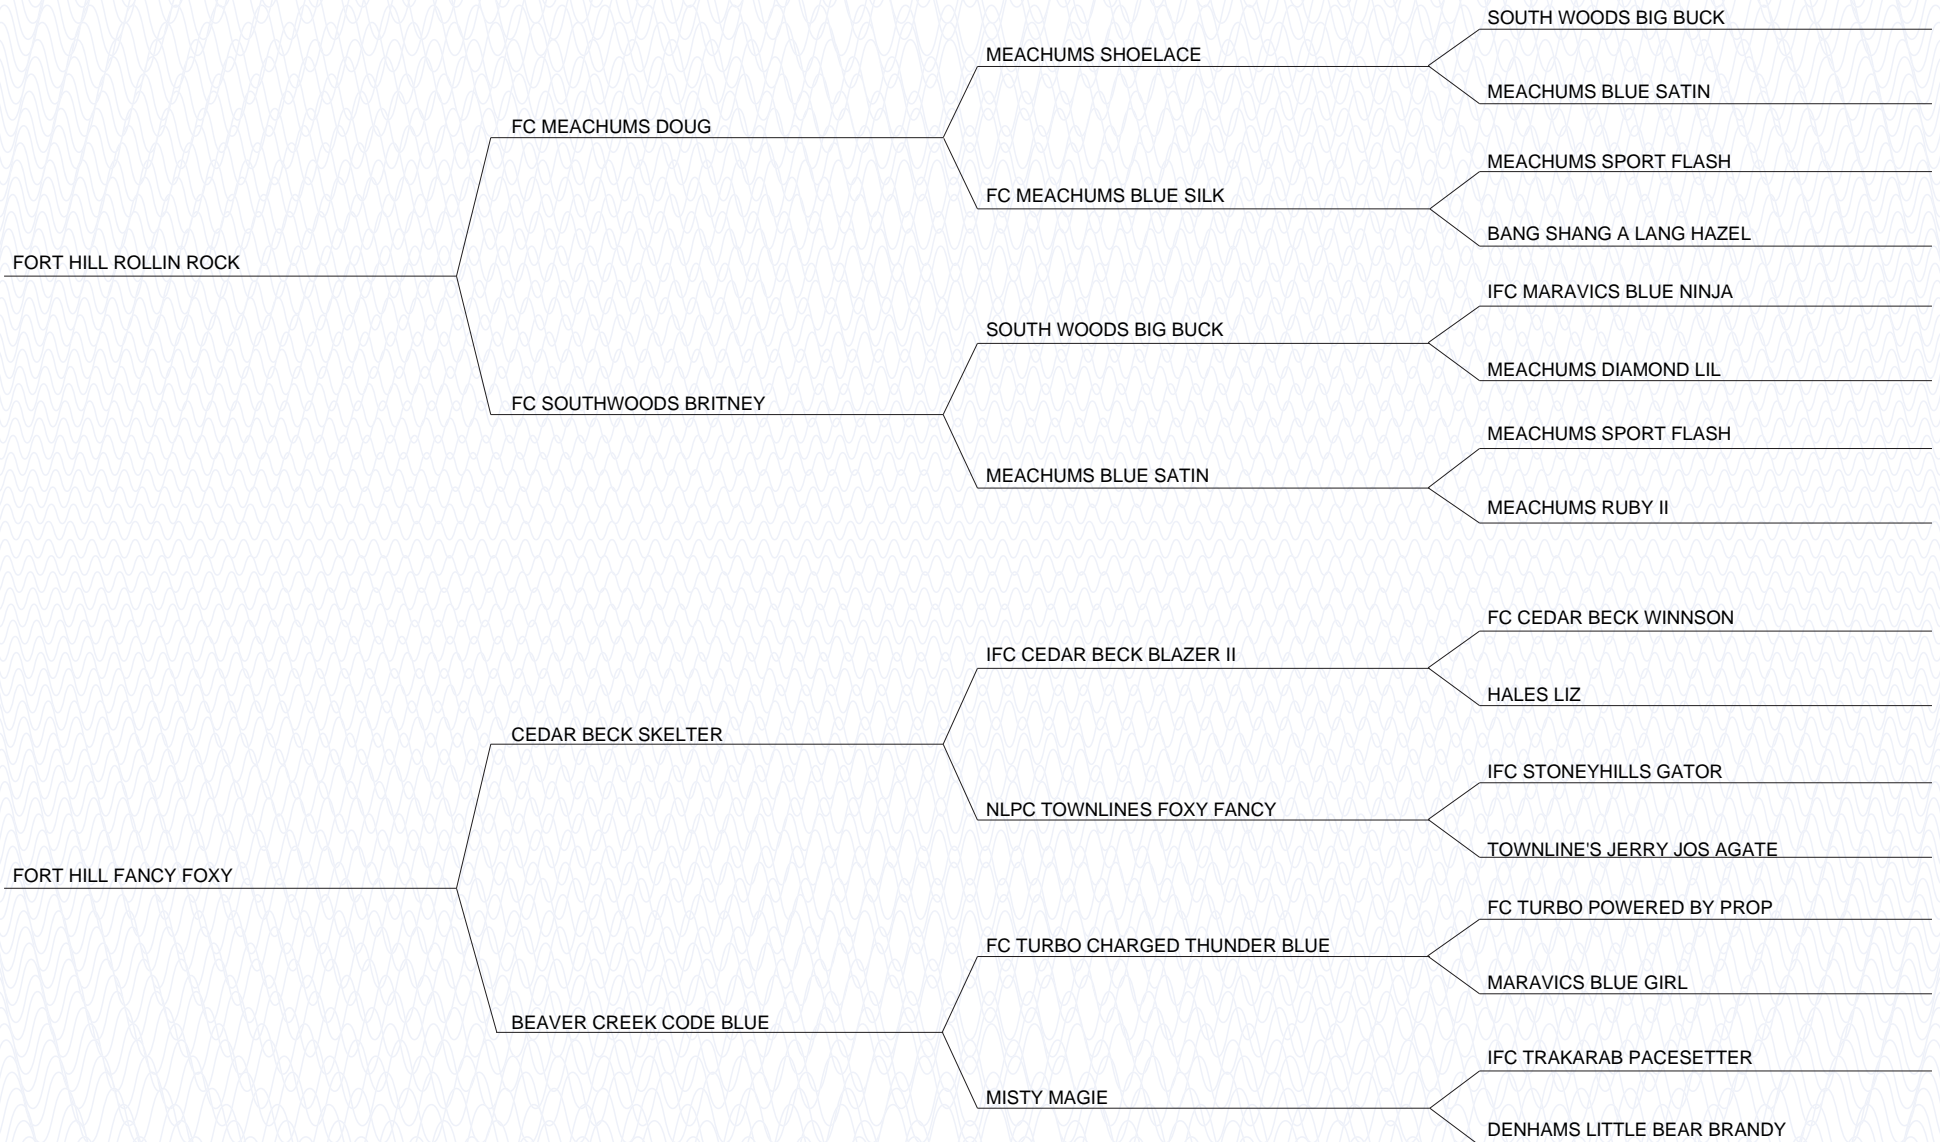 SOUTH WOODS BIG BUCK
MEACHUMS SHOELACE
MEACHUMS BLUE SATIN
FC MEACHUMS DOUG
MEACHUMS SPORT FLASH
FC MEACHUMS BLUE SILK
BANG SHANG A LANG HAZEL
FORT HILL ROLLIN ROCK
IFC MARAVICS BLUE NINJA
SOUTH WOODS BIG BUCK
MEACHUMS DIAMOND LIL
FC SOUTHWOODS BRITNEY
MEACHUMS SPORT FLASH
MEACHUMS BLUE SATIN
MEACHUMS RUBY II
FC CEDAR BECK WINNSON
IFC CEDAR BECK BLAZER II
HALES LIZ
CEDAR BECK SKELTER
IFC STONEYHILLS GATOR
NLPC TOWNLINES FOXY FANCY
TOWNLINE'S JERRY JOS AGATE
FORT HILL FANCY FOXY
FC TURBO POWERED BY PROP
FC TURBO CHARGED THUNDER BLUE
MARAVICS BLUE GIRL
BEAVER CREEK CODE BLUE
IFC TRAKARAB PACESETTER
MISTY MAGIE
DENHAMS LITTLE BEAR BRANDY